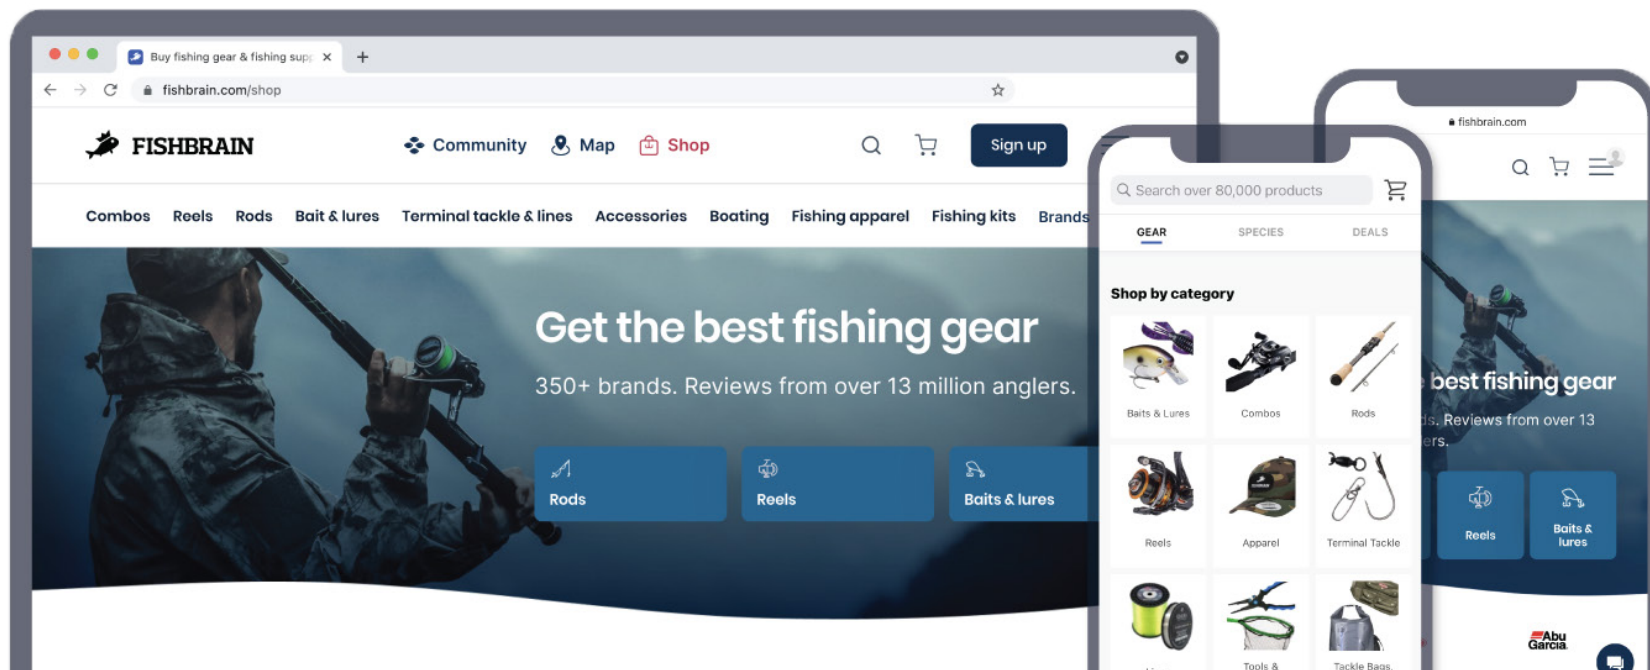 Buy fishing gear & fishing supp
fishbrain.com/shop
FISHBRAIN
Community
Map
Shop
Sign up
Combos
Reels
Rods
Bait & lures
Terminal tackle & lines
Accessories
Boating
Fishing apparel
Fishing kits
Brands
Get the best fishing gear
350+ brands. Reviews from over 13 million anglers.
Rods
Reels
Baits & lures
Search over 80,000 products
GEAR
SPECIES
DEALS
Shop by category
Baits & Lures
Combos
Rods
Reels
Apparel
Terminal Tackle
Tools &
Tackle Bags,
fishbrain.com
best fishing gear
Reviews from over 13
Reels
Baits &
lures
Abu
Garcia